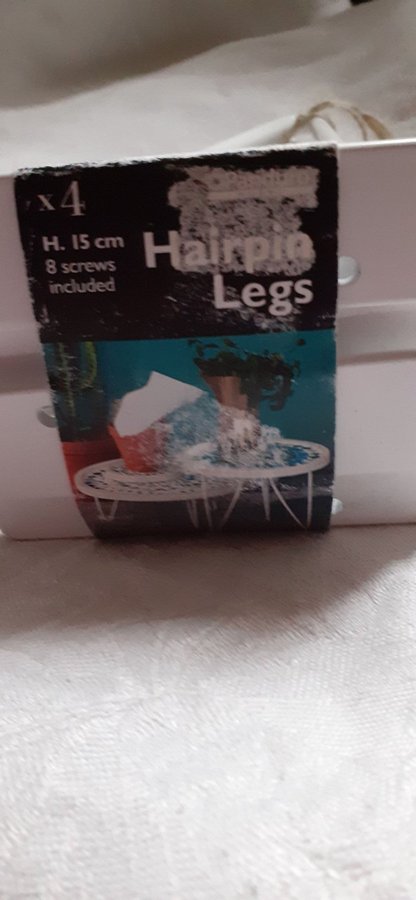 x4
H. 15 cm
8 screws
included
Hairpin
Legs